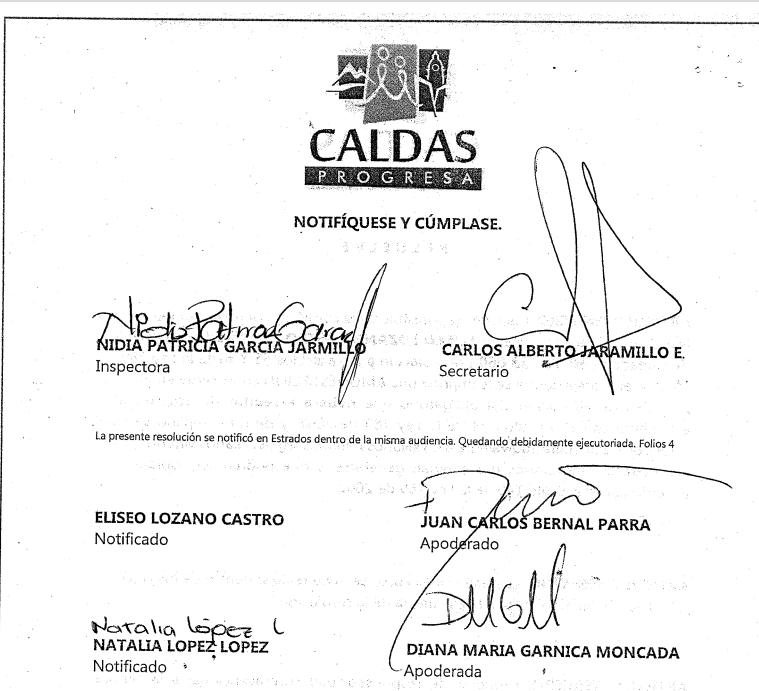 CALDAS
PROGRESA
NOTIFÍQUESE Y CÚMPLASE.
Nidia Patricia Garcia
NIDIA PATRICIA GARCIA JARMILLO
Inspectora
CARLOS ALBERTO JARAMILLO E.
Secretario
La presente resolución se notificó en Estrados dentro de la misma audiencia. Quedando debidamente ejecutoriada. Folios 4
ELISEO LOZANO CASTRO
Notificado
JUAN CARLOS BERNAL PARRA
Apoderado
Natalia López L
NATALIA LOPEZ LOPEZ
Notificado
DMGM
DIANA MARIA GARNICA MONCADA
Apoderada